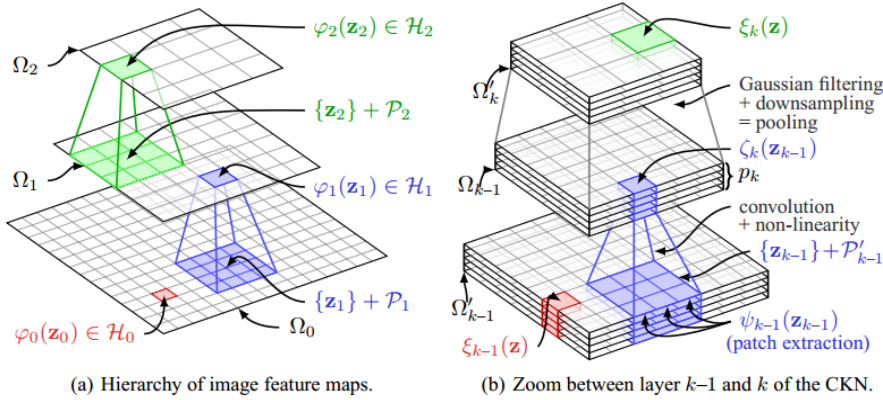 φ₂(z₂) ∈ H₂
Ω₂
{z₂} + P₂
Ω₁
φ₁(z₁) ∈ H₁
{z₁} + P₁
φ₀(z₀) ∈ H₀
Ω₀
(a) Hierarchy of image feature maps.
ξₖ(z)
Ω′ₖ
Gaussian filtering
+ downsampling
= pooling
ζₖ(zₖ₋₁)
Ωₖ₋₁
pₖ
convolution
+ non-linearity
{zₖ₋₁}+P′ₖ₋₁
Ω′ₖ₋₁
ξₖ₋₁(z)
ψₖ₋₁(zₖ₋₁)
(patch extraction)
(b) Zoom between layer k–1 and k of the CKN.